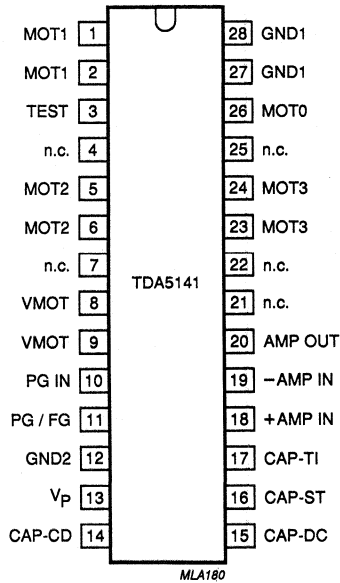 MOT1 1 28 GND1
MOT1 2 27 GND1
TEST 3 26 MOT0
n.c. 4 25 n.c.
MOT2 5 24 MOT3
MOT2 6 23 MOT3
n.c. 7 22 n.c.
TDA5141
VMOT 8 21 n.c.
VMOT 9 20 AMP OUT
PG IN 10 19 –AMP IN
PG / FG 11 18 +AMP IN
GND2 12 17 CAP-TI
VP 13 16 CAP-ST
CAP-CD 14 15 CAP-DC
MLA180